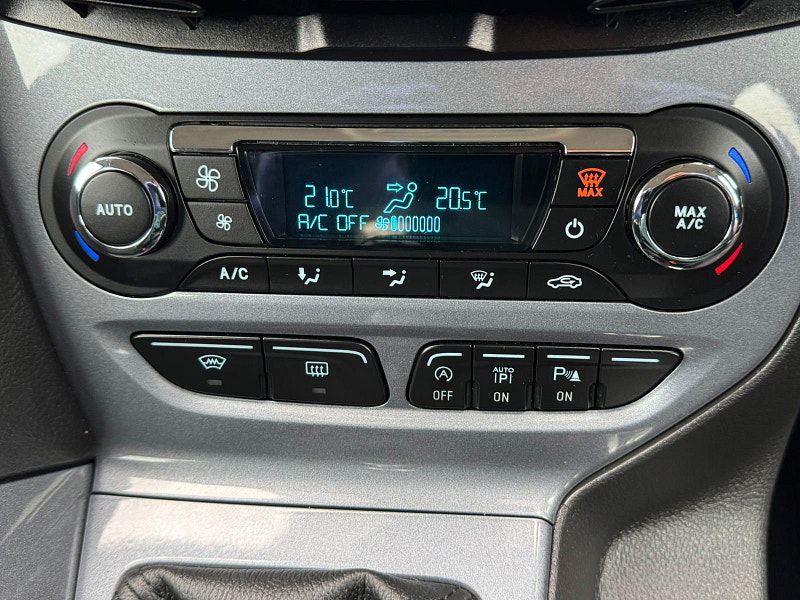 AUTO
21.0°C 20.5°C
A/C OFF
MAX
MAX A/C
A/C
A OFF
AUTO P ON
P ON